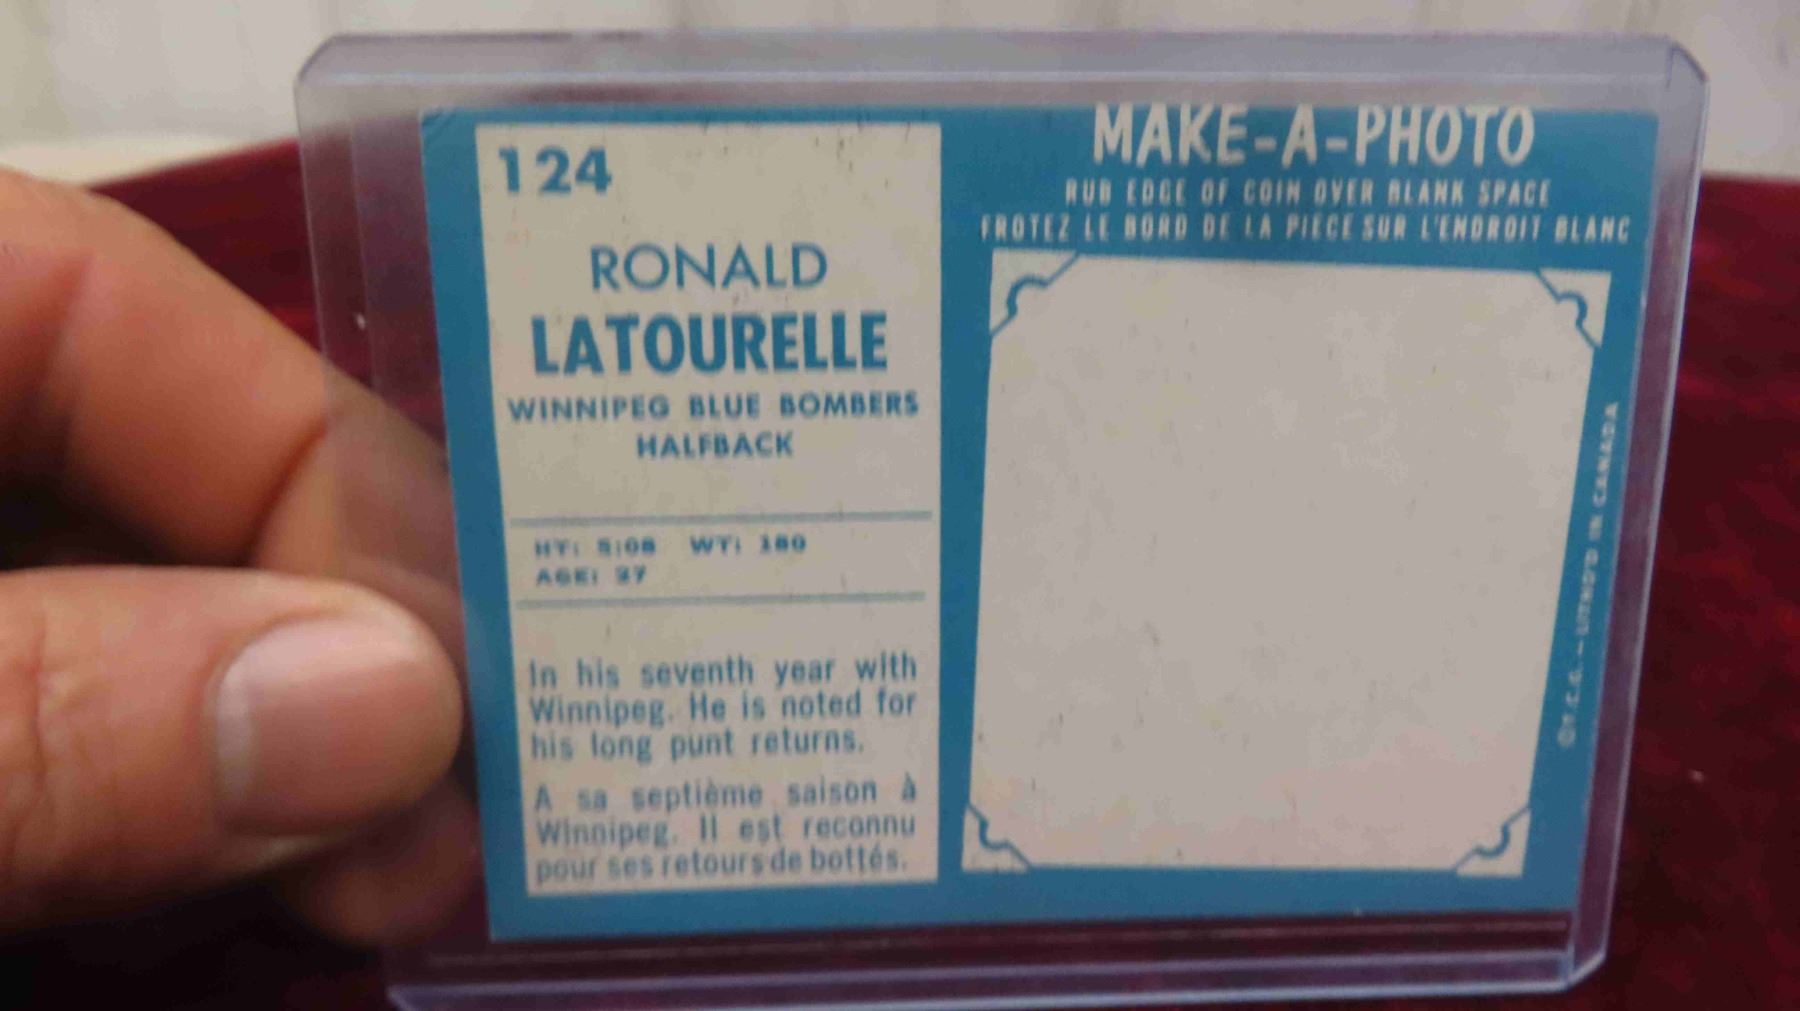 124
RONALD
LATOURELLE
WINNIPEG BLUE BOMBERS
HALFBACK
HT: 5:08 WT: 180
AGE: 27
In his seventh year with
Winnipeg. He is noted for
his long punt returns.
A sa septième saison à
Winnipeg. Il est reconnu
pour ses retours de bottés.
MAKE-A-PHOTO
RUB EDGE OF COIN OVER BLANK SPACE
FROTEZ LE BORD DE LA PIECE SUR L'ENDROIT BLANC
©T.C.G.—LITHO'D IN CANADA